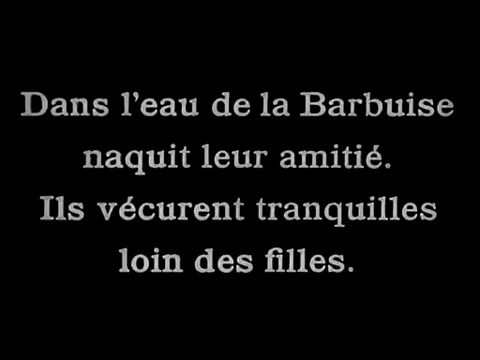 Dans l'eau de la Barbuise
naquit leur amitié.
Ils vécurent tranquilles
loin des filles.